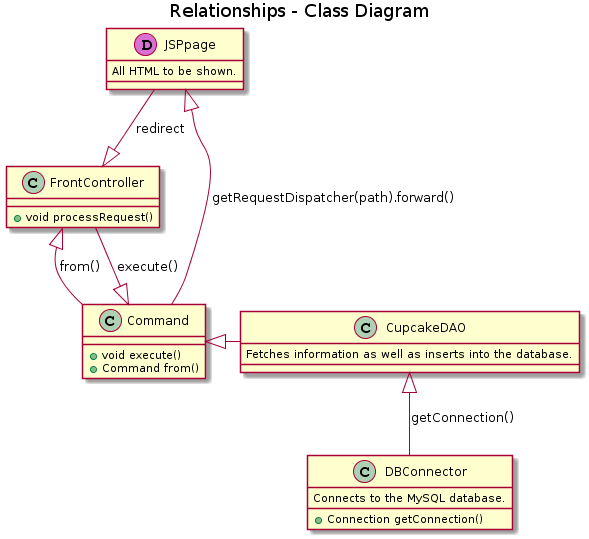 Relationships - Class Diagram
D JSPpage
All HTML to be shown.
redirect
C FrontController
void processRequest()
getRequestDispatcher(path).forward()
from()
execute()
C Command
void execute()
Command from()
C CupcakeDAO
Fetches information as well as inserts into the database.
getConnection()
C DBConnector
Connects to the MySQL database.
Connection getConnection()